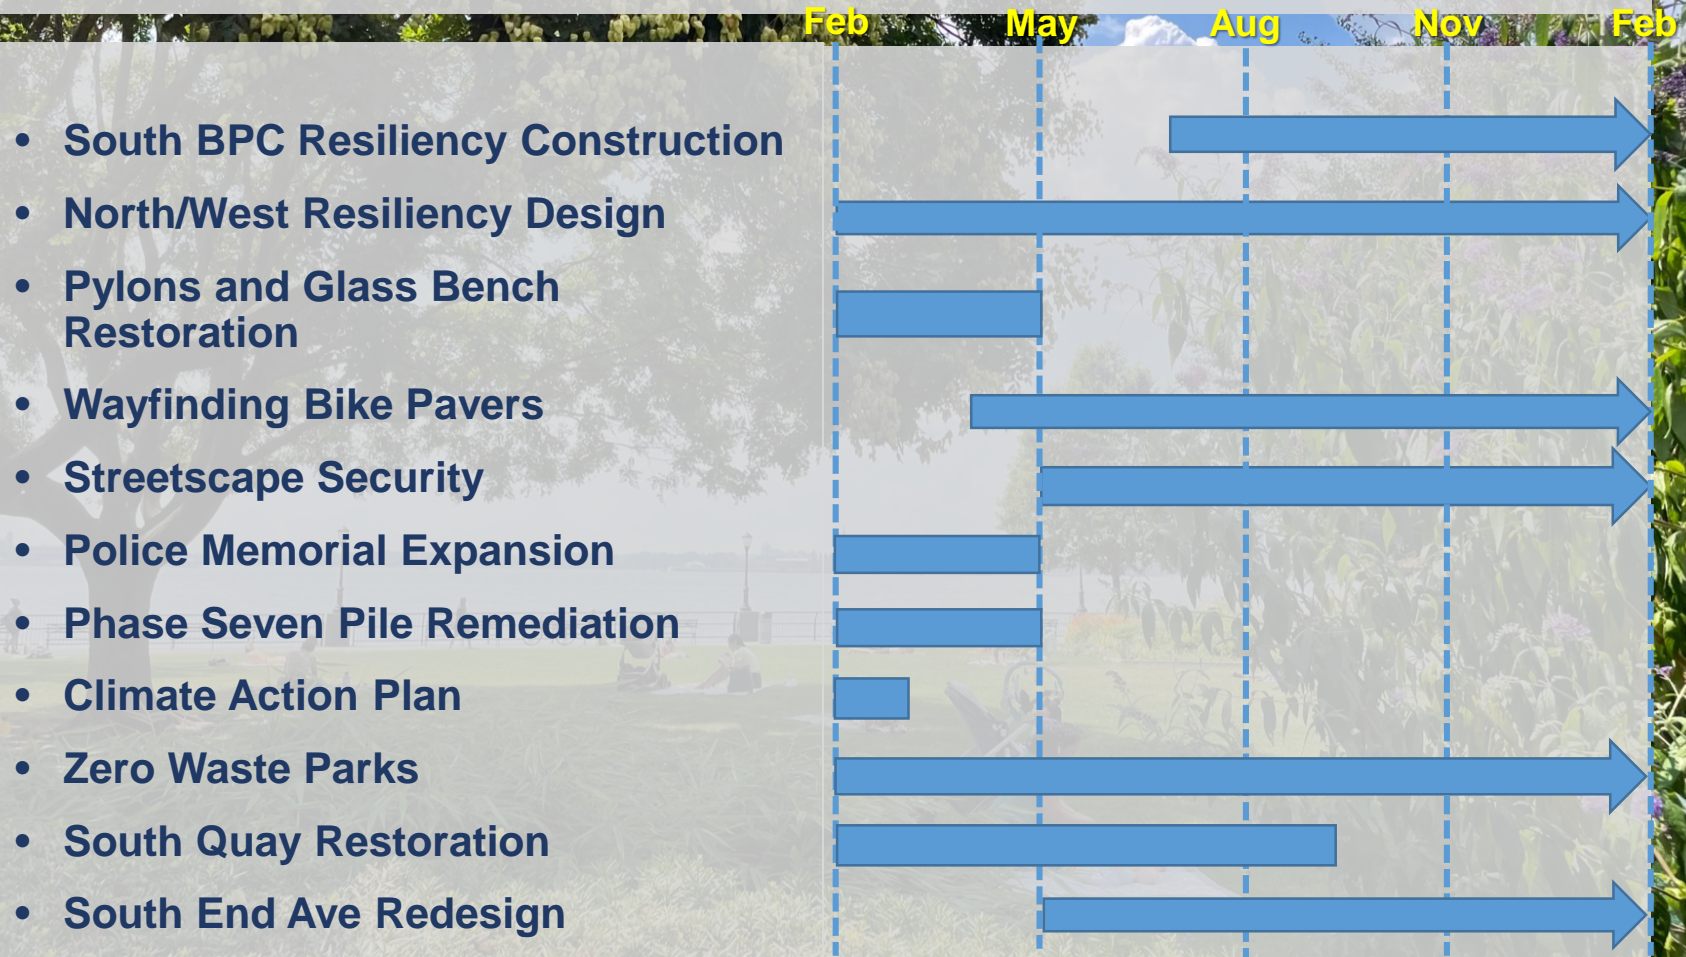 Feb May Aug Nov Feb
• South BPC Resiliency Construction
• North/West Resiliency Design
• Pylons and Glass Bench
Restoration
• Wayfinding Bike Pavers
• Streetscape Security
• Police Memorial Expansion
• Phase Seven Pile Remediation
• Climate Action Plan
• Zero Waste Parks
• South Quay Restoration
• South End Ave Redesign